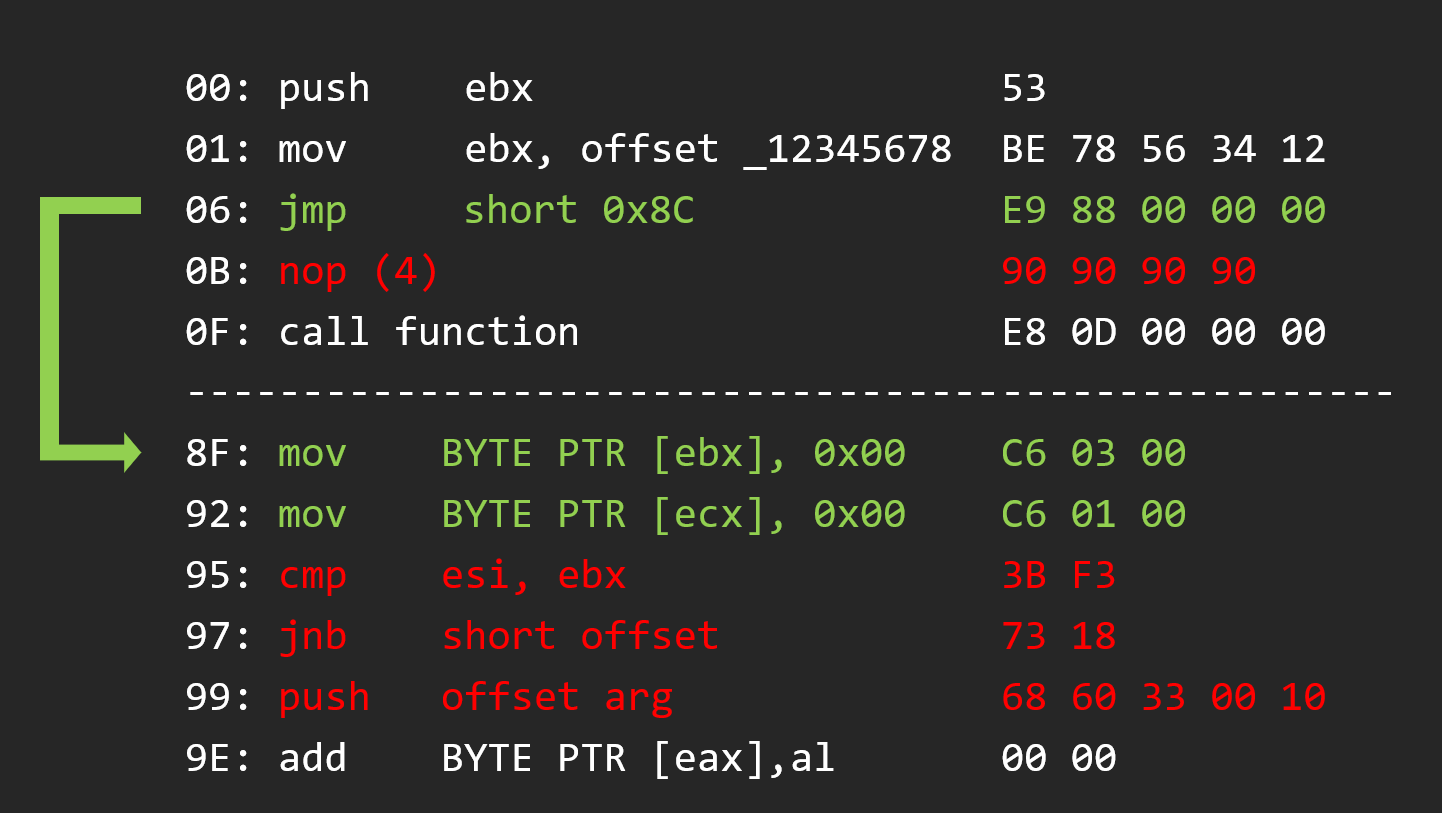 00: push ebx 53
01: mov ebx, offset _12345678 BE 78 56 34 12
06: jmp short 0x8C E9 88 00 00 00
0B: nop (4) 90 90 90 90
0F: call function E8 0D 00 00 00
----------------------------------------------------
8F: mov BYTE PTR [ebx], 0x00 C6 03 00
92: mov BYTE PTR [ecx], 0x00 C6 01 00
95: cmp esi, ebx 3B F3
97: jnb short offset 73 18
99: push offset arg 68 60 33 00 10
9E: add BYTE PTR [eax],al 00 00